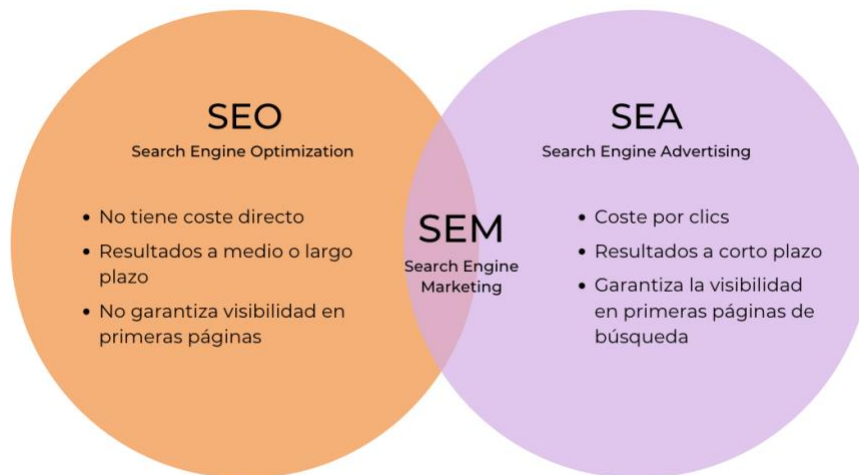 SEO
Search Engine Optimization
• No tiene coste directo
• Resultados a medio o largo
plazo
• No garantiza visibilidad en
primeras páginas
SEM
Search Engine
Marketing
SEA
Search Engine Advertising
• Coste por clics
• Resultados a corto plazo
• Garantiza la visibilidad
en primeras páginas de
búsqueda